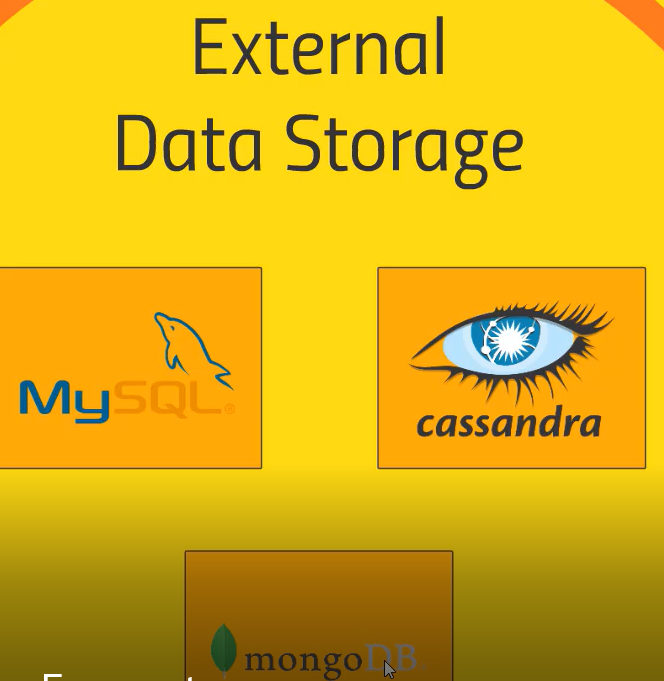 External
Data Storage
MySQL®
cassandra
mongoDB